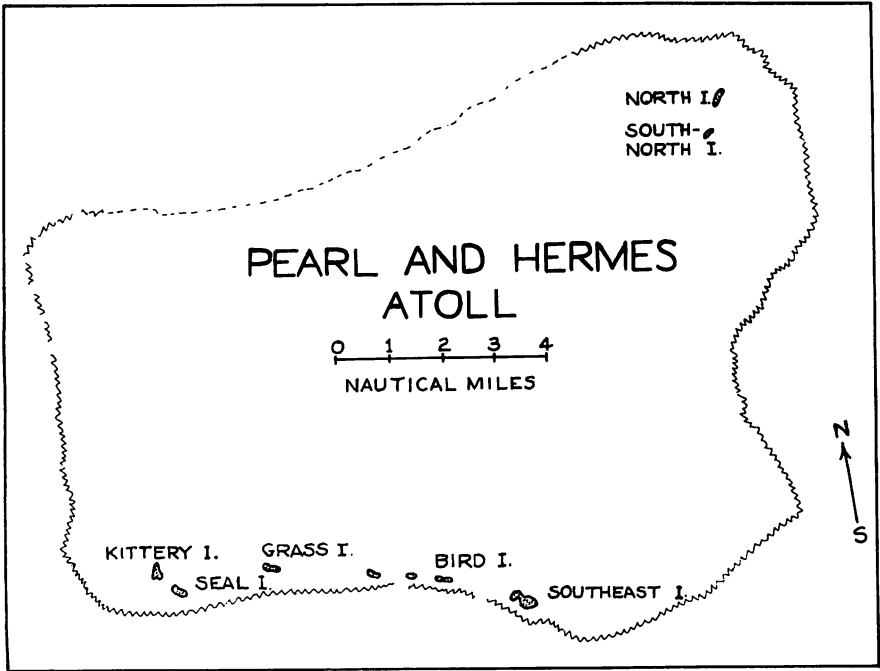 NORTH I.
SOUTH-
NORTH I.
PEARL AND HERMES
ATOLL
0 1 2 3 4
NAUTICAL MILES
N
S
KITTERY I.
GRASS I.
SEAL I.
BIRD I.
SOUTHEAST I.